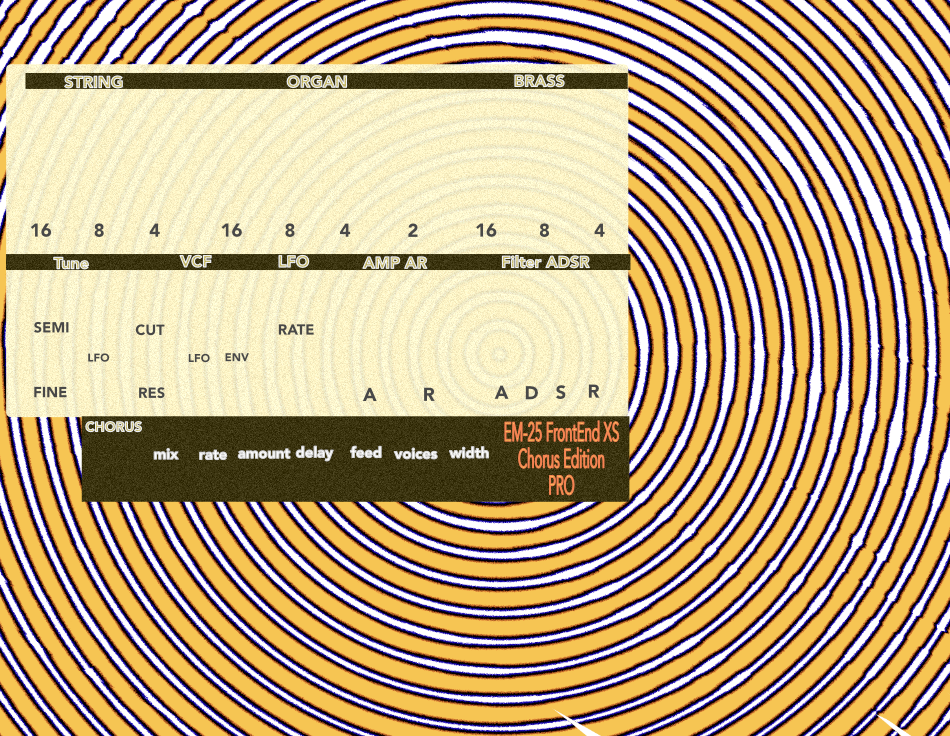 STRING ORGAN BRASS
16 8 4 16 8 4 2 16 8 4
Tune VCF LFO AMP AR Filter ADSR
SEMI CUT RATE
LFO LFO ENV
FINE RES A R A D S R
CHORUS
mix rate amount delay feed voices width
EM-25 FrontEnd XS
Chorus Edition
PRO